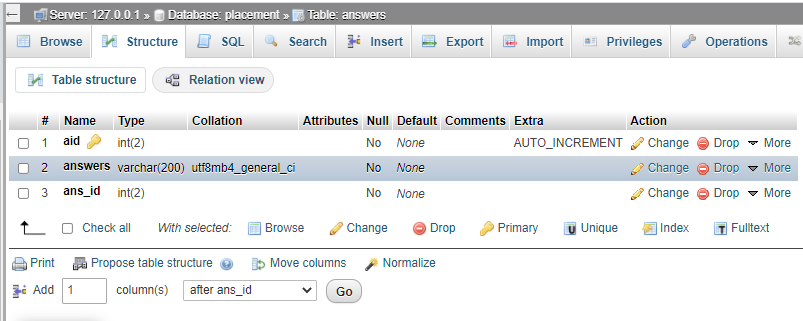 Server: 127.0.0.1 » Database: placement » Table: answers
Browse Structure SQL Search Insert Export Import Privileges Operations
Table structure Relation view
# Name Type Collation Attributes Null Default Comments Extra Action
1 aid int(2) No None AUTO_INCREMENT Change Drop More
2 answers varchar(200) utf8mb4_general_ci No None Change Drop More
3 ans_id int(2) No None Change Drop More
Check all With selected: Browse Change Drop Primary Unique Index Fulltext
Print Propose table structure Move columns Normalize
Add 1 column(s) after ans_id Go